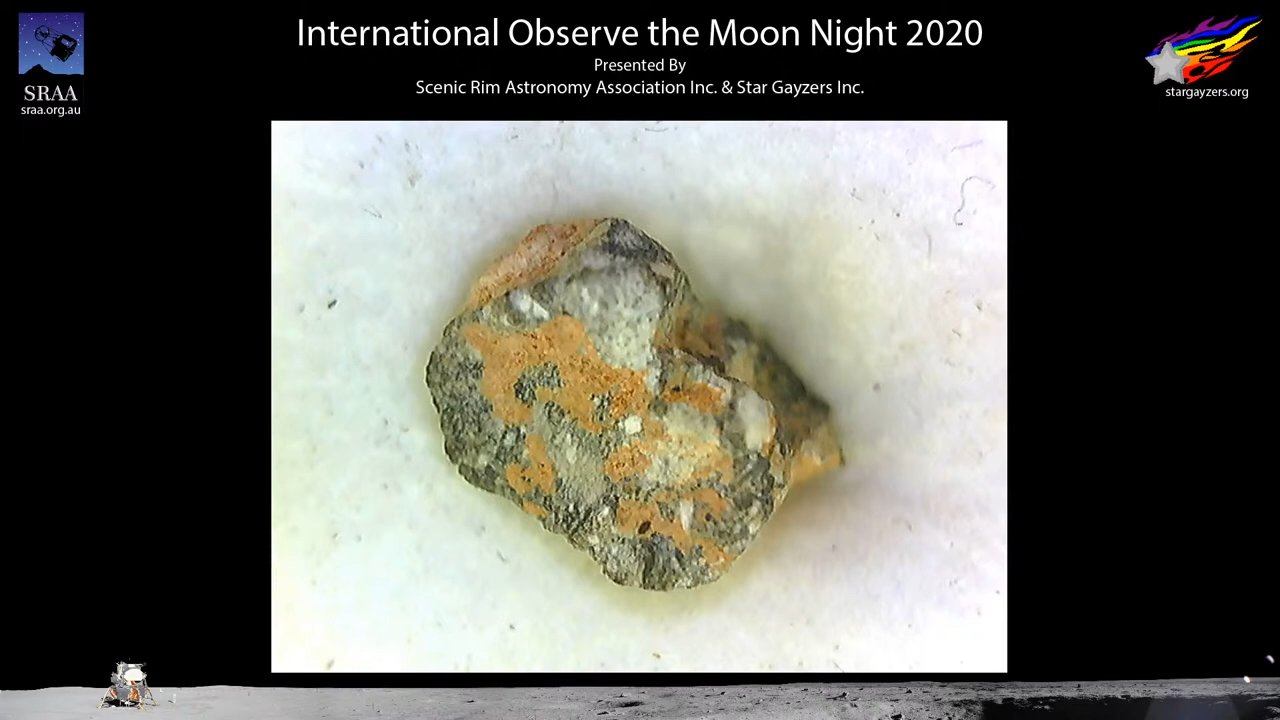 International Observe the Moon Night 2020
Presented By
Scenic Rim Astronomy Association Inc. & Star Gayzers Inc.
SRAA
sraa.org.au
stargayzers.org